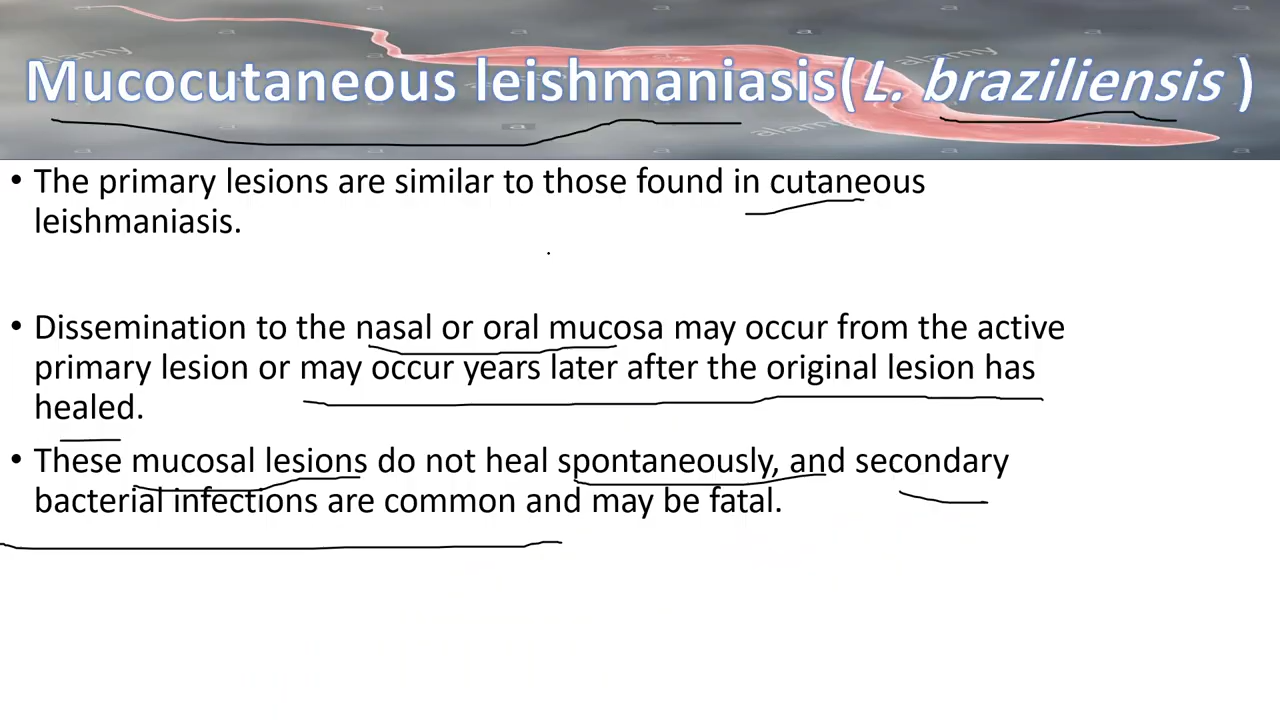 Mucocutaneous leishmaniasis(L. braziliensis )
• The primary lesions are similar to those found in cutaneous
leishmaniasis.
• Dissemination to the nasal or oral mucosa may occur from the active
primary lesion or may occur years later after the original lesion has
healed.
• These mucosal lesions do not heal spontaneously, and secondary
bacterial infections are common and may be fatal.